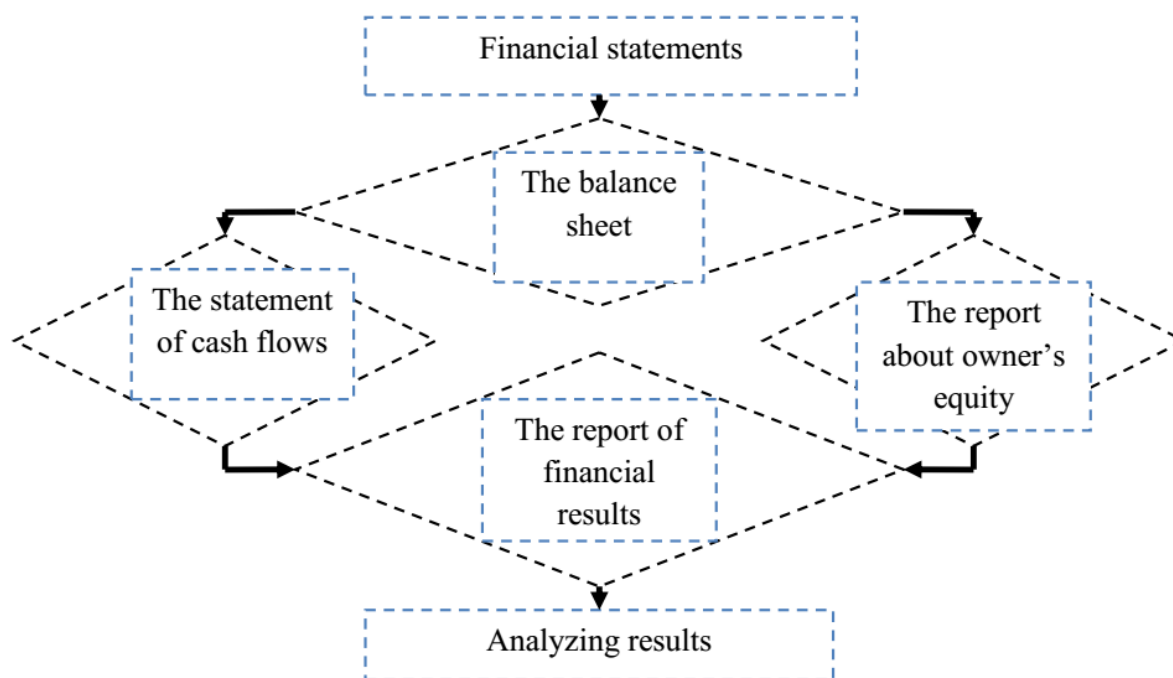 Financial statements
The balance
sheet
The statement
of cash flows
The report
about owner’s
equity
The report of
financial
results
Analyzing results